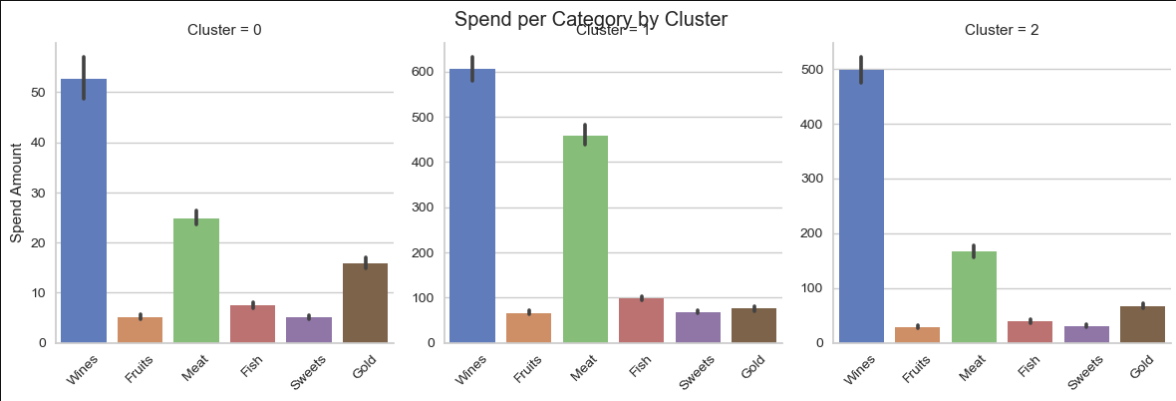 Spend per Category by Cluster
Cluster = 0
Cluster = 1
Cluster = 2
Spend Amount
50
40
30
20
10
0
Wines Fruits Meat Fish Sweets Gold
600
500
400
300
200
100
0
Wines Fruits Meat Fish Sweets Gold
500
400
300
200
100
0
Wines Fruits Meat Fish Sweets Gold